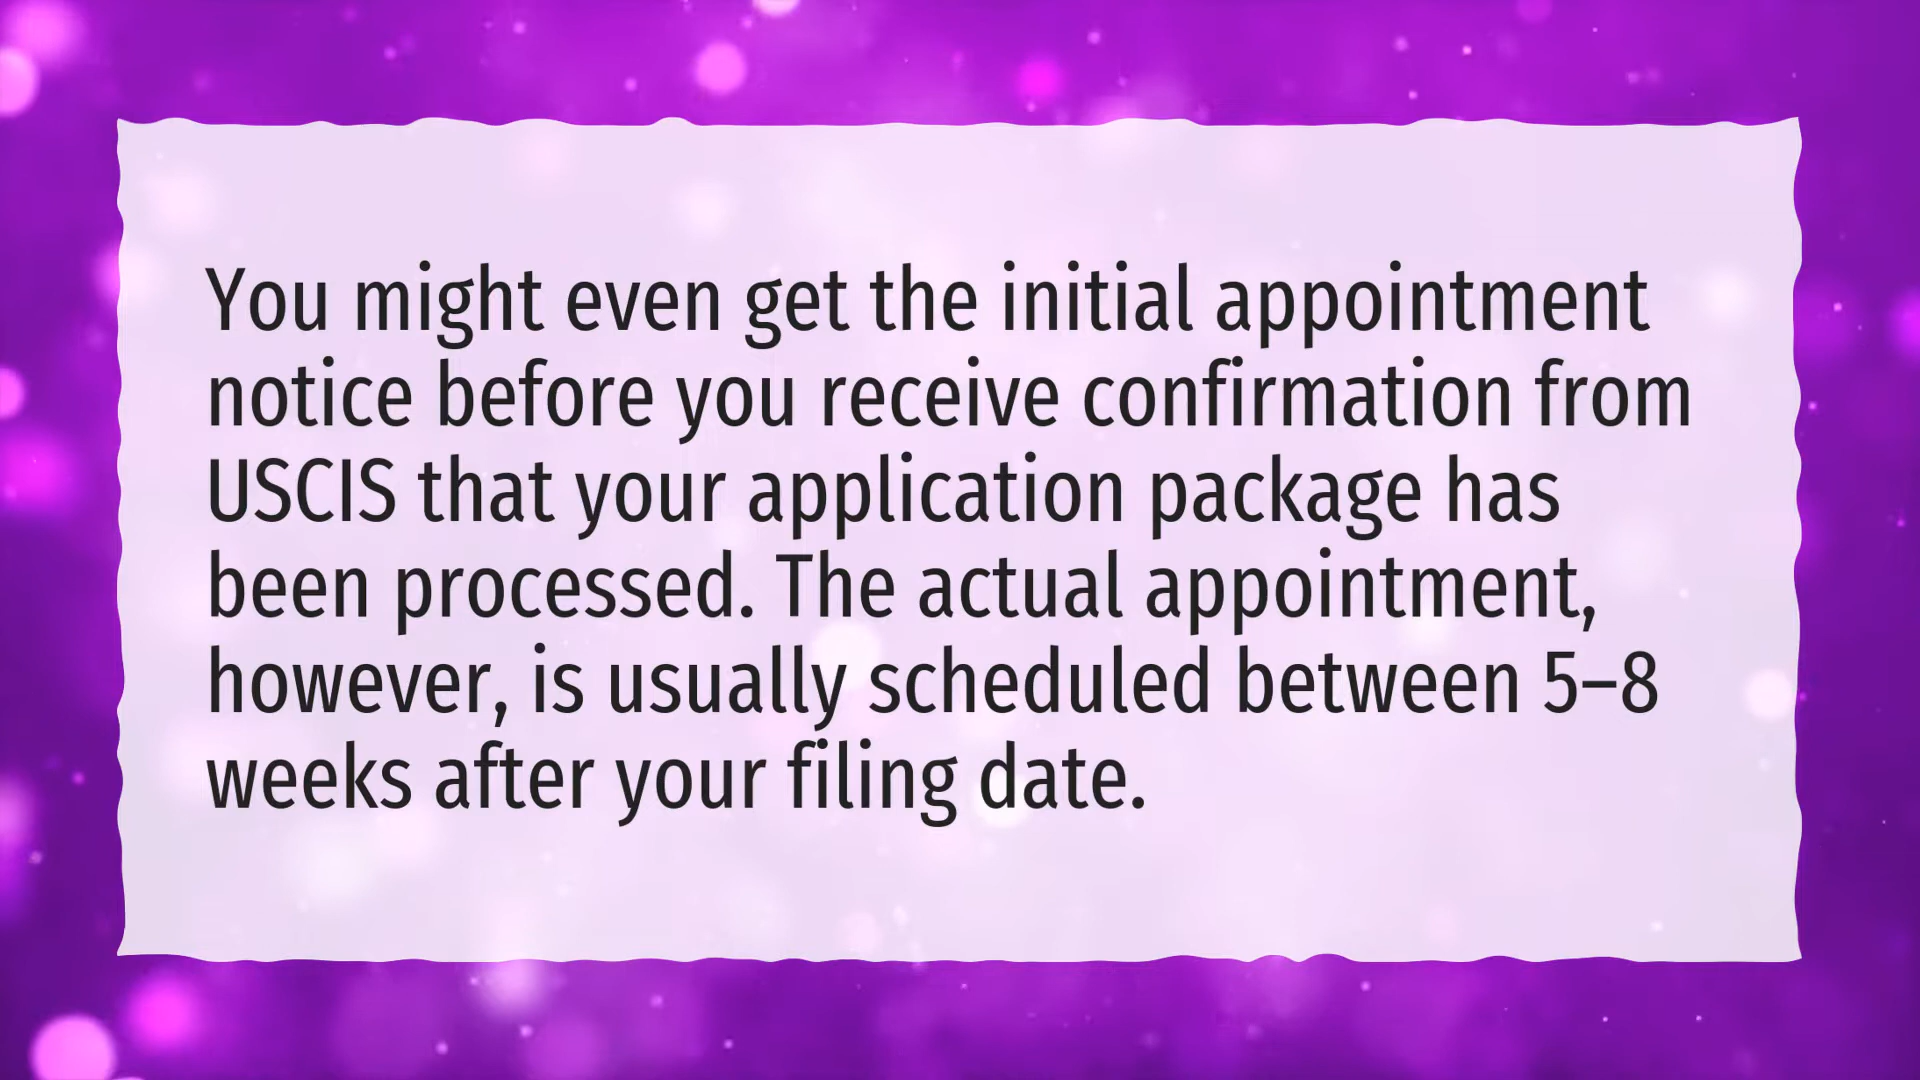 You might even get the initial appointment
notice before you receive confirmation from
USCIS that your application package has
been processed. The actual appointment,
however, is usually scheduled between 5–8
weeks after your filing date.